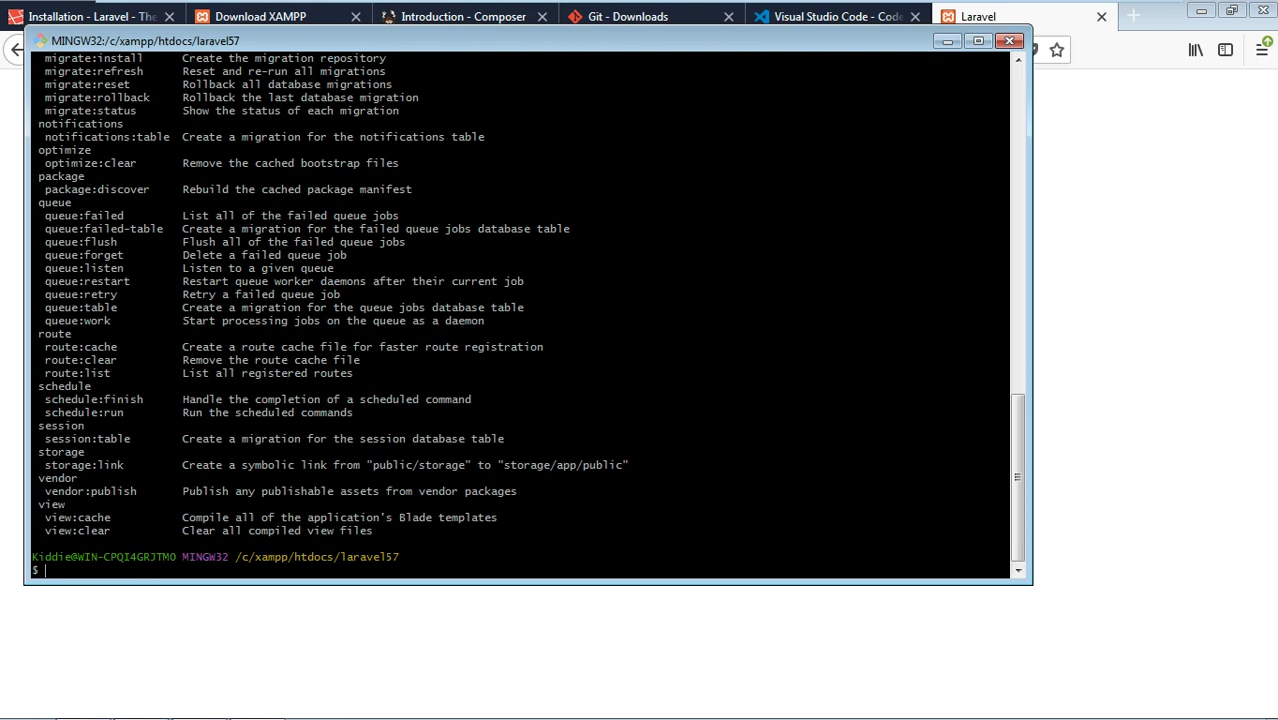 Installation - Laravel - The
Download XAMPP
Introduction - Composer
Git - Downloads
Visual Studio Code - Code
Laravel
MINGW32:/c/xampp/htdocs/laravel57
migrate:install Create the migration repository
migrate:refresh Reset and re-run all migrations
migrate:reset Rollback all database migrations
migrate:rollback Rollback the last database migration
migrate:status Show the status of each migration
notifications
notifications:table Create a migration for the notifications table
optimize
optimize:clear Remove the cached bootstrap files
package
package:discover Rebuild the cached package manifest
queue
queue:failed List all of the failed queue jobs
queue:failed-table Create a migration for the failed queue jobs database table
queue:flush Flush all of the failed queue jobs
queue:forget Delete a failed queue job
queue:listen Listen to a given queue
queue:restart Restart queue worker daemons after their current job
queue:retry Retry a failed queue job
queue:table Create a migration for the queue jobs database table
queue:work Start processing jobs on the queue as a daemon
route
route:cache Create a route cache file for faster route registration
route:clear Remove the route cache file
route:list List all registered routes
schedule
schedule:finish Handle the completion of a scheduled command
schedule:run Run the scheduled commands
session
session:table Create a migration for the session database table
storage
storage:link Create a symbolic link from "public/storage" to "storage/app/public"
vendor
vendor:publish Publish any publishable assets from vendor packages
view
view:cache Compile all of the application's Blade templates
view:clear Clear all compiled view files
Kiddie@WIN-CPQI4GRJTMO MINGW32 /c/xampp/htdocs/laravel57
$